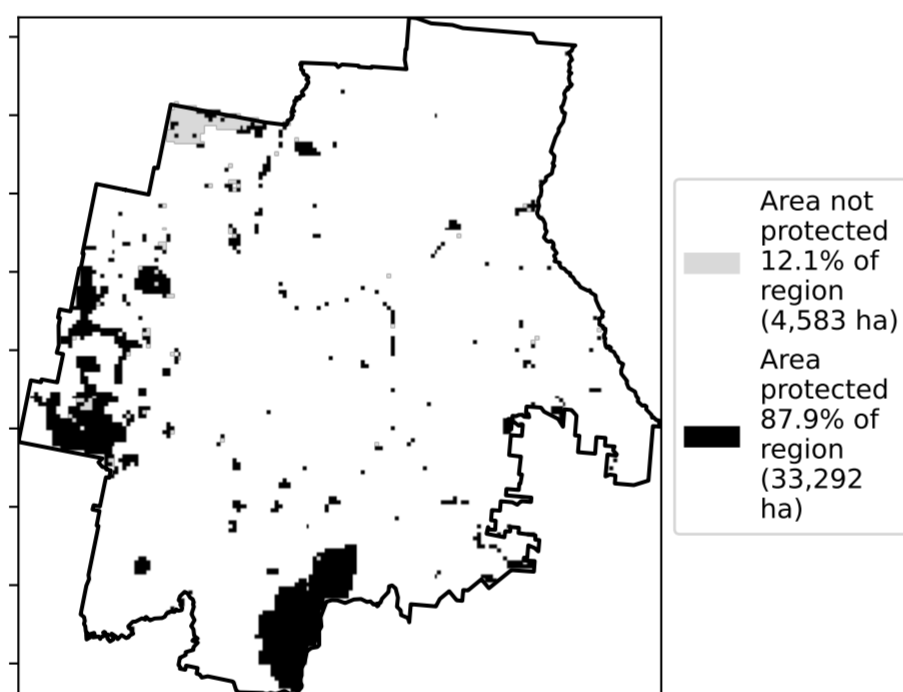 Area not
protected
12.1% of
region
(4,583 ha)
Area
protected
87.9% of
region
(33,292
ha)